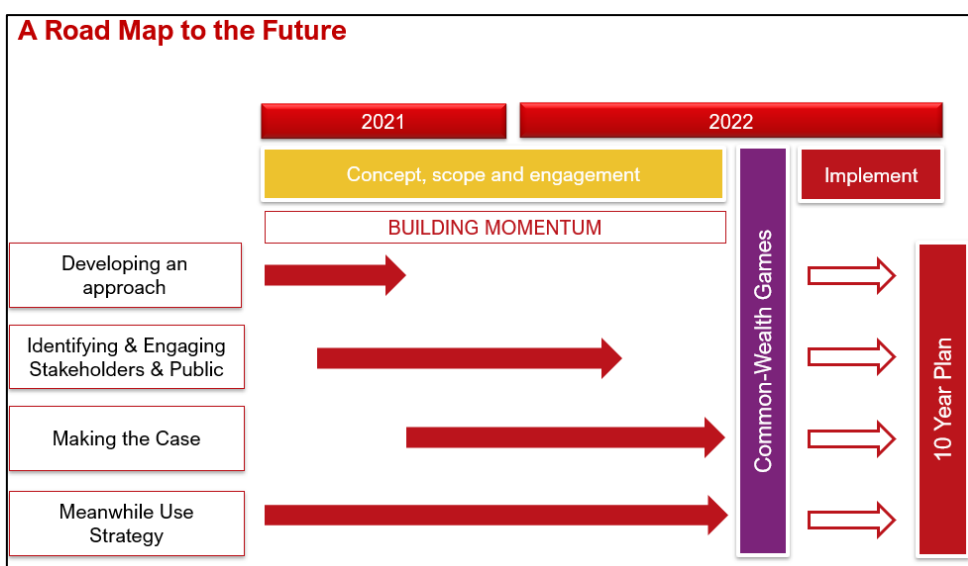 A Road Map to the Future
2021
2022
Concept, scope and engagement
Implement
BUILDING MOMENTUM
Common-Wealth Games
10 Year Plan
Developing an
approach
Identifying & Engaging
Stakeholders & Public
Making the Case
Meanwhile Use
Strategy